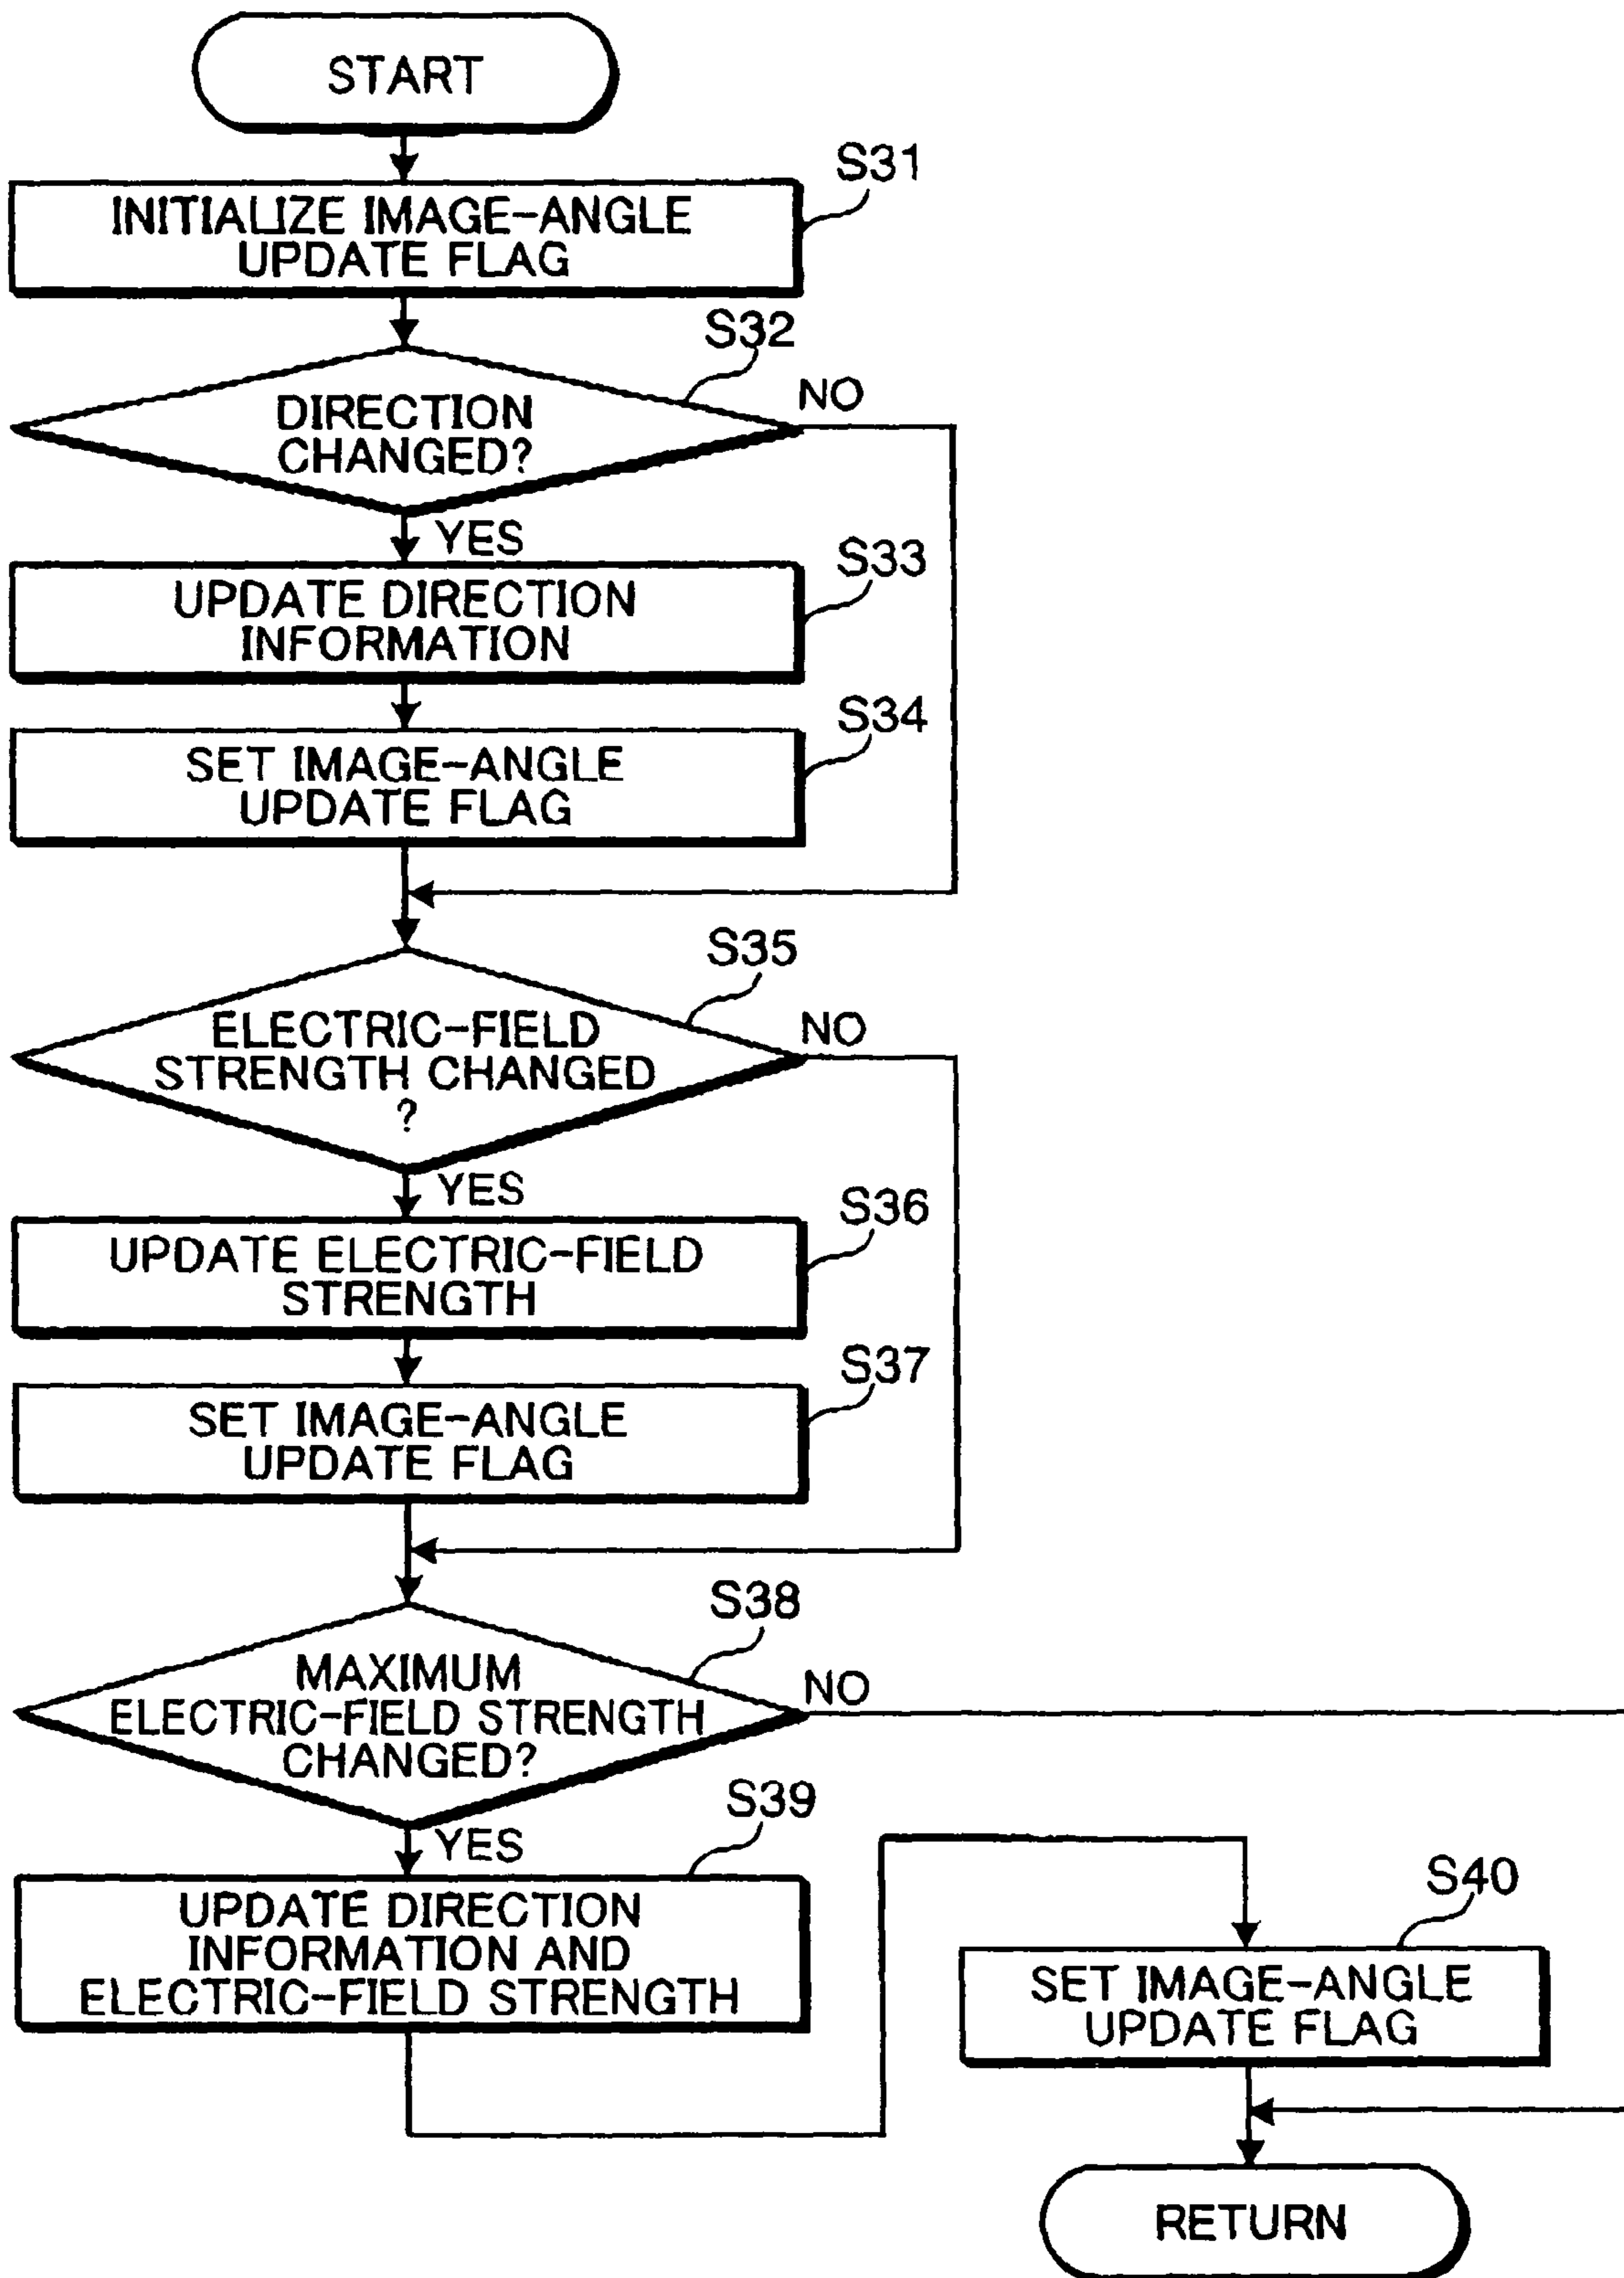 START
S31
INITIALIZE IMAGE-ANGLE
UPDATE FLAG
S32
DIRECTION
CHANGED?
NO
YES
S33
UPDATE DIRECTION
INFORMATION
S34
SET IMAGE-ANGLE
UPDATE FLAG
S35
ELECTRIC-FIELD
STRENGTH CHANGED
?
NO
YES
S36
UPDATE ELECTRIC-FIELD
STRENGTH
S37
SET IMAGE-ANGLE
UPDATE FLAG
S38
MAXIMUM
ELECTRIC-FIELD STRENGTH
CHANGED?
NO
YES
S39
UPDATE DIRECTION
INFORMATION AND
ELECTRIC-FIELD STRENGTH
S40
SET IMAGE-ANGLE
UPDATE FLAG
RETURN